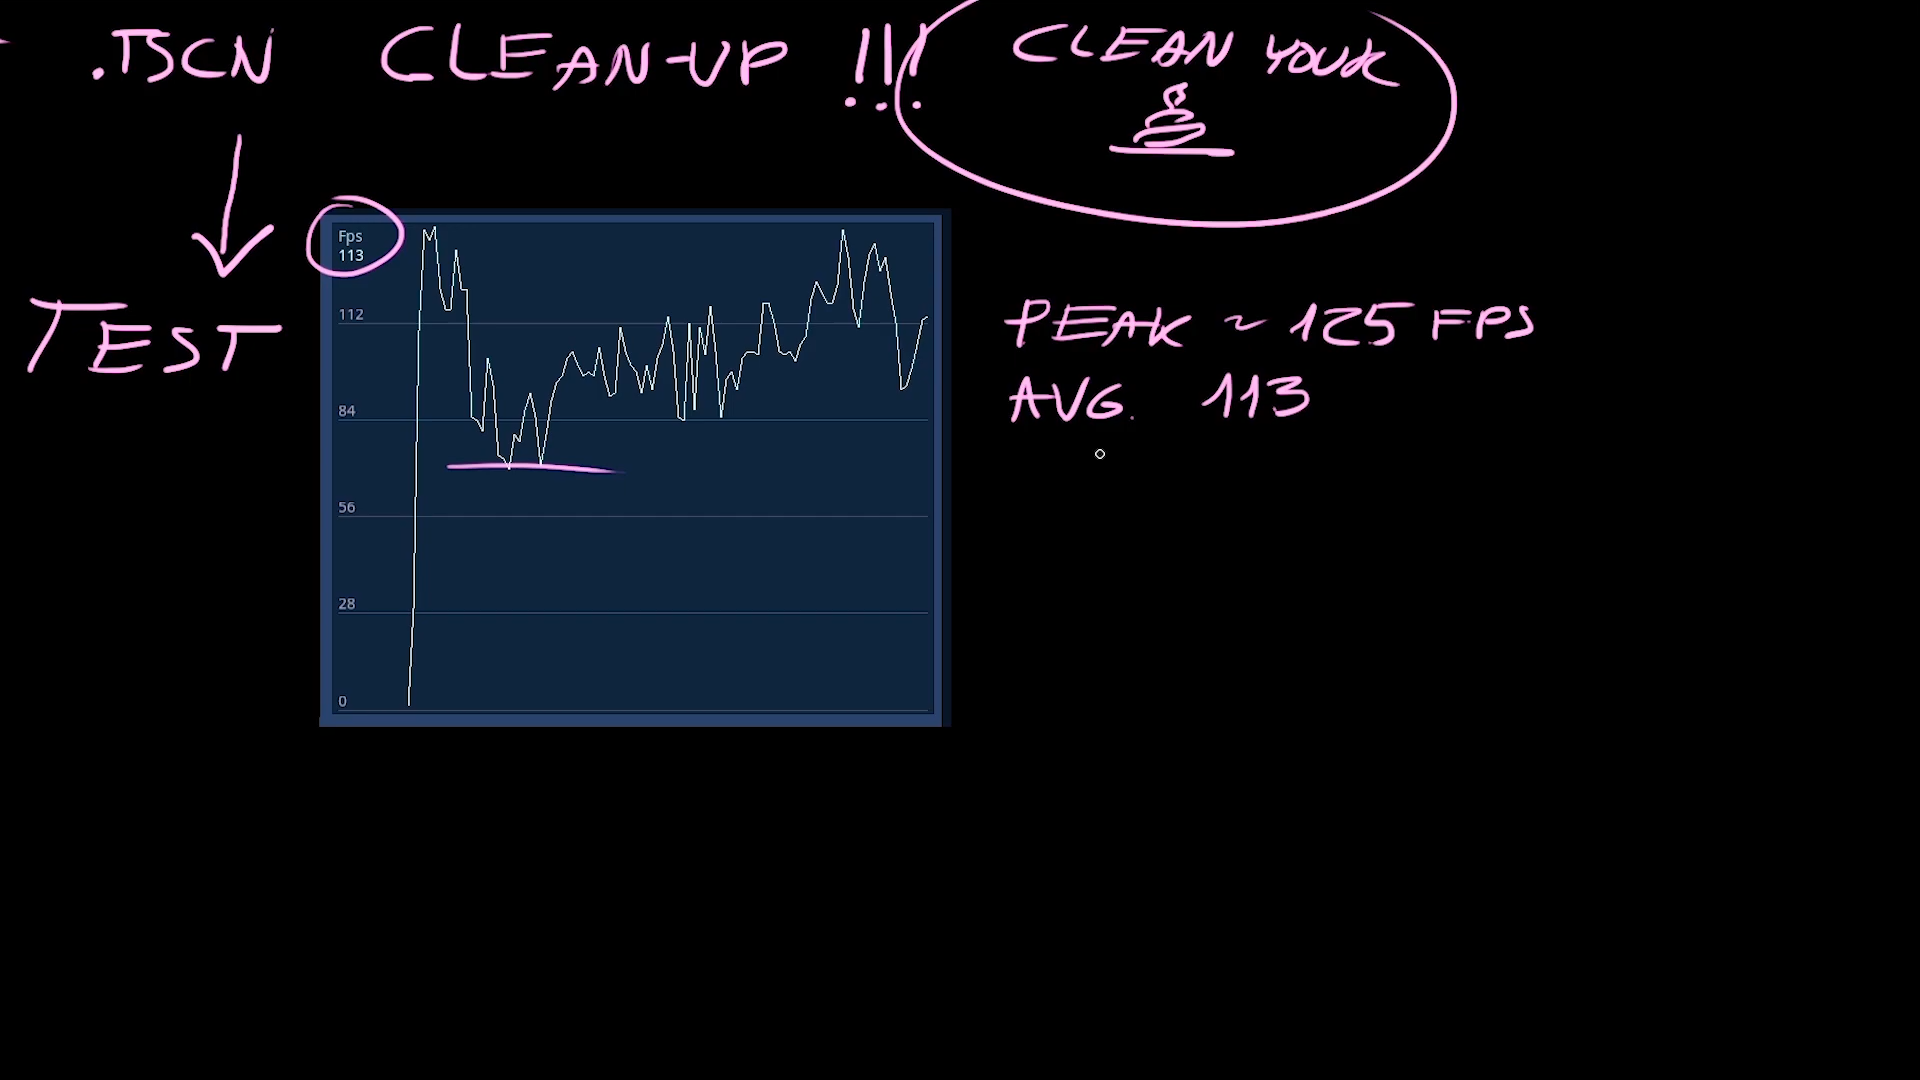 .TSCN CLEAN-UP !!!
CLEAN YOUR
TEST
Fps
113
112
84
56
28
0
PEAK ~ 125 FPS
AVG. 113